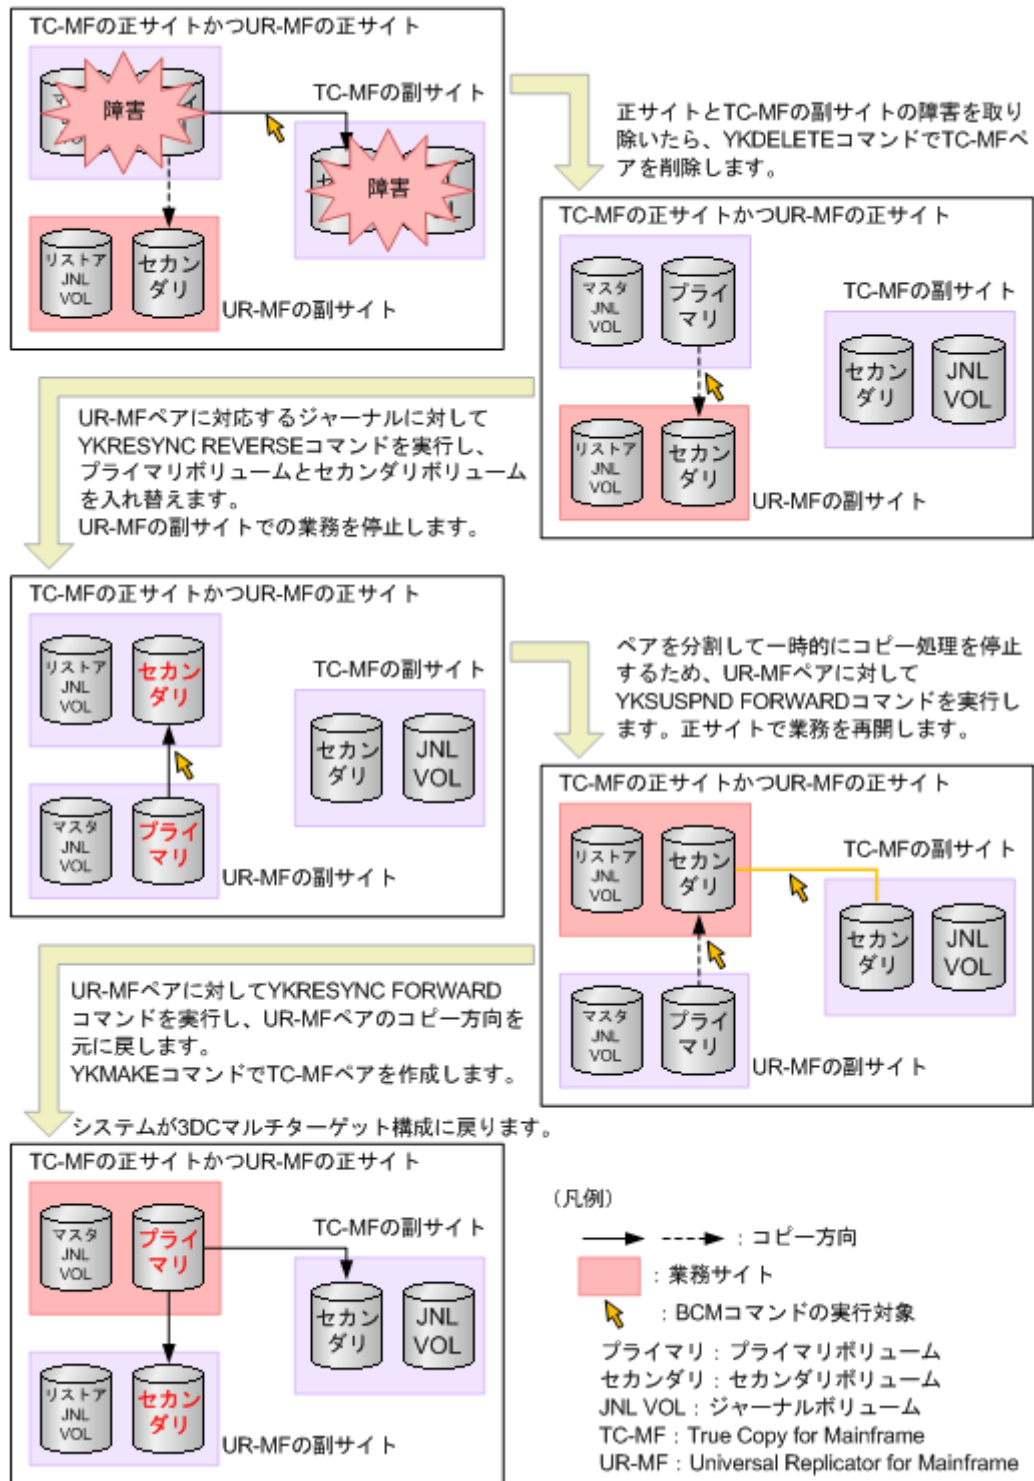 TC-MFの正サイトかつUR-MFの正サイト
障害
TC-MFの副サイト
障害
リストア
JNL
VOL
セカン
ダリ
UR-MFの副サイト
正サイトとTC-MFの副サイトの障害を取り
除いたら、YKDELETEコマンドでTC-MFペ
アを削除します。
TC-MFの正サイトかつUR-MFの正サイト
マスタ
JNL
VOL
プライ
マリ
TC-MFの副サイト
セカン
ダリ
JNL
VOL
リストア
JNL
VOL
セカン
ダリ
UR-MFの副サイト
UR-MFペアに対応するジャーナルに対して
YKRESYNC REVERSEコマンドを実行し、
プライマリボリュームとセカンダリボリューム
を入れ替えます。
UR-MFの副サイトでの業務を停止します。
TC-MFの正サイトかつUR-MFの正サイト
リストア
JNL
VOL
セカン
ダリ
TC-MFの副サイト
セカン
ダリ
JNL
VOL
マスタ
JNL
VOL
プライ
マリ
UR-MFの副サイト
ペアを分割して一時的にコピー処理を停止
するため、UR-MFペアに対して
YKSUSPND FORWARDコマンドを実行し
ます。正サイトで業務を再開します。
TC-MFの正サイトかつUR-MFの正サイト
リストア
JNL
VOL
セカン
ダリ
TC-MFの副サイト
セカン
ダリ
JNL
VOL
マスタ
JNL
VOL
プライ
マリ
UR-MFの副サイト
UR-MFペアに対してYKRESYNC FORWARD
コマンドを実行し、UR-MFペアのコピー方向を
元に戻します。
YKMAKEコマンドでTC-MFペアを作成します。
システムが3DCマルチターゲット構成に戻ります。
TC-MFの正サイトかつUR-MFの正サイト
マスタ
JNL
VOL
プライ
マリ
TC-MFの副サイト
セカン
ダリ
JNL
VOL
リストア
JNL
VOL
セカン
ダリ
UR-MFの副サイト
(凡例)
：コピー方向
：業務サイト
：BCMコマンドの実行対象
プライマリ：プライマリボリューム
セカンダリ：セカンダリボリューム
JNL VOL：ジャーナルボリューム
TC-MF：True Copy for Mainframe
UR-MF：Universal Replicator for Mainframe